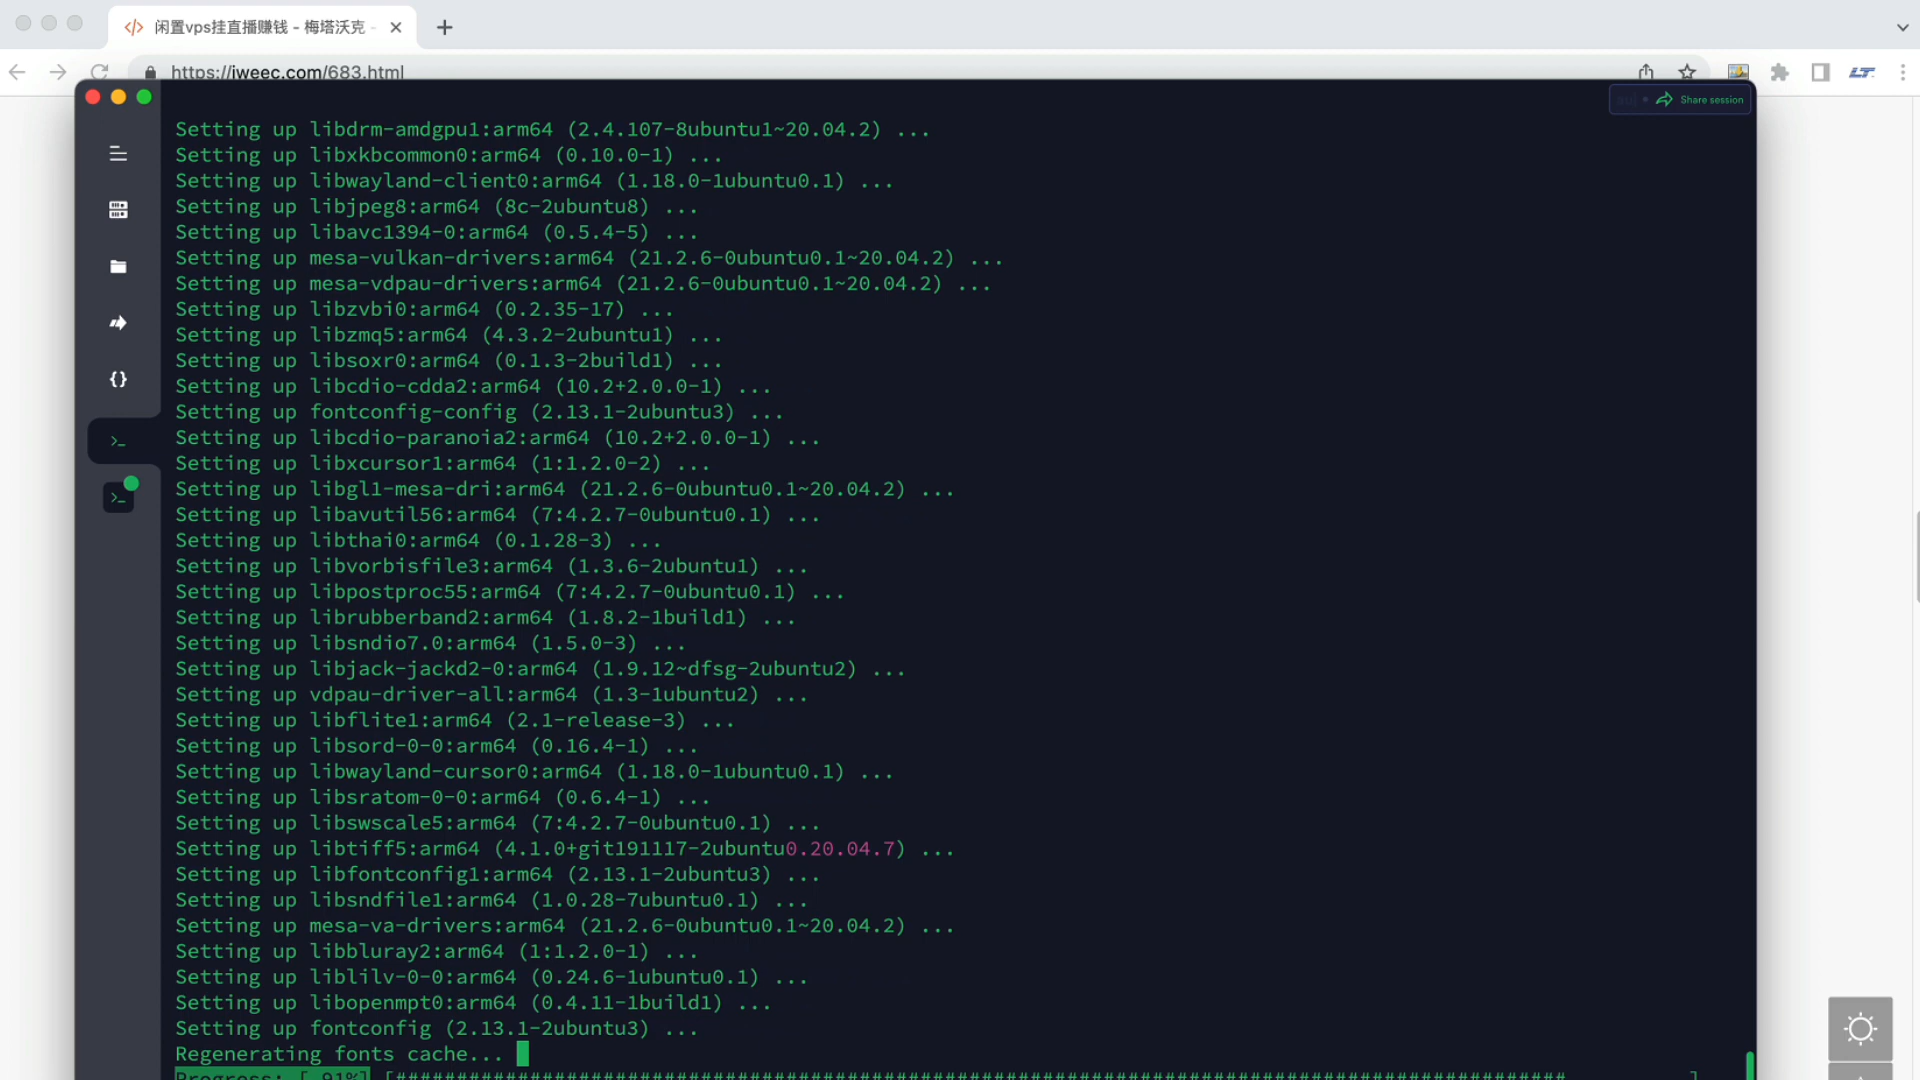 闲置vps挂直播赚钱 - 梅塔沃克 -
https://iweec.com/683.html
Share session
Setting up libdrm-amdgpu1:arm64 (2.4.107-8ubuntu1~20.04.2) ...
Setting up libxkbcommon0:arm64 (0.10.0-1) ...
Setting up libwayland-client0:arm64 (1.18.0-1ubuntu0.1) ...
Setting up libjpeg8:arm64 (8c-2ubuntu8) ...
Setting up libavc1394-0:arm64 (0.5.4-5) ...
Setting up mesa-vulkan-drivers:arm64 (21.2.6-0ubuntu0.1~20.04.2) ...
Setting up mesa-vdpau-drivers:arm64 (21.2.6-0ubuntu0.1~20.04.2) ...
Setting up libzvbi0:arm64 (0.2.35-17) ...
Setting up libzmq5:arm64 (4.3.2-2ubuntu1) ...
Setting up libsoxr0:arm64 (0.1.3-2build1) ...
Setting up libcdio-cdda2:arm64 (10.2+2.0.0-1) ...
Setting up fontconfig-config (2.13.1-2ubuntu3) ...
Setting up libcdio-paranoia2:arm64 (10.2+2.0.0-1) ...
Setting up libxcursor1:arm64 (1:1.2.0-2) ...
Setting up libgl1-mesa-dri:arm64 (21.2.6-0ubuntu0.1~20.04.2) ...
Setting up libavutil56:arm64 (7:4.2.7-0ubuntu0.1) ...
Setting up libthai0:arm64 (0.1.28-3) ...
Setting up libvorbisfile3:arm64 (1.3.6-2ubuntu1) ...
Setting up libpostproc55:arm64 (7:4.2.7-0ubuntu0.1) ...
Setting up librubberband2:arm64 (1.8.2-1build1) ...
Setting up libsndio7.0:arm64 (1.5.0-3) ...
Setting up libjack-jackd2-0:arm64 (1.9.12~dfsg-2ubuntu2) ...
Setting up vdpau-driver-all:arm64 (1.3-1ubuntu2) ...
Setting up libflite1:arm64 (2.1-release-3) ...
Setting up libsord-0-0:arm64 (0.16.4-1) ...
Setting up libwayland-cursor0:arm64 (1.18.0-1ubuntu0.1) ...
Setting up libsratom-0-0:arm64 (0.6.4-1) ...
Setting up libswscale5:arm64 (7:4.2.7-0ubuntu0.1) ...
Setting up libtiff5:arm64 (4.1.0+git191117-2ubuntu0.20.04.7) ...
Setting up libfontconfig1:arm64 (2.13.1-2ubuntu3) ...
Setting up libsndfile1:arm64 (1.0.28-7ubuntu0.1) ...
Setting up mesa-va-drivers:arm64 (21.2.6-0ubuntu0.1~20.04.2) ...
Setting up libbluray2:arm64 (1:1.2.0-1) ...
Setting up liblilv-0-0:arm64 (0.24.6-1ubuntu0.1) ...
Setting up libopenmpt0:arm64 (0.4.11-1build1) ...
Setting up fontconfig (2.13.1-2ubuntu3) ...
Regenerating fonts cache...
Progress: [ 91%]